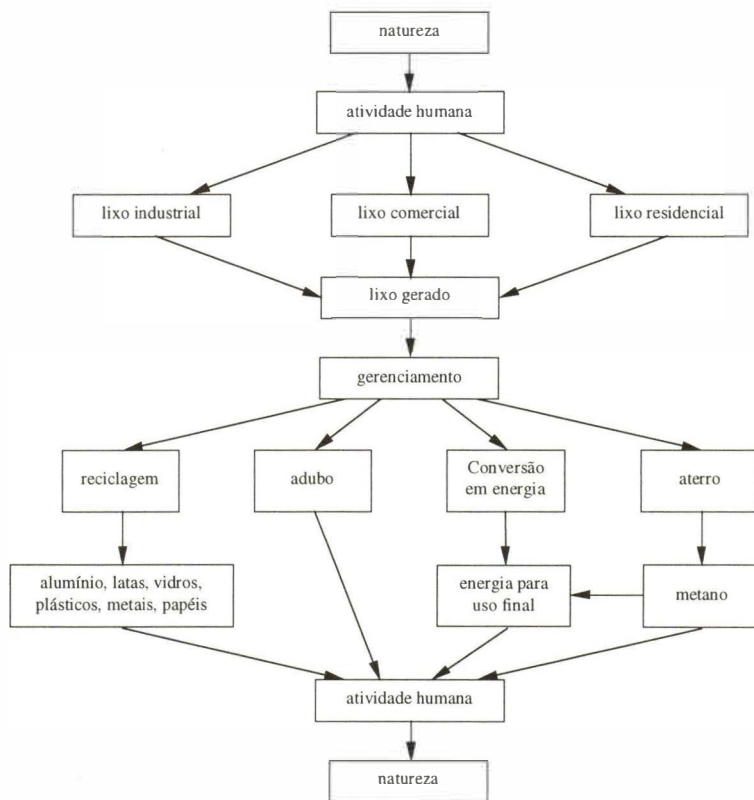 natureza
atividade humana
lixo industrial
lixo comercial
lixo residencial
lixo gerado
gerenciamento
reciclagem
adubo
Conversão
em energia
aterro
alumínio, latas, vidros,
plásticos, metais, papéis
energia para
uso final
metano
atividade humana
natureza